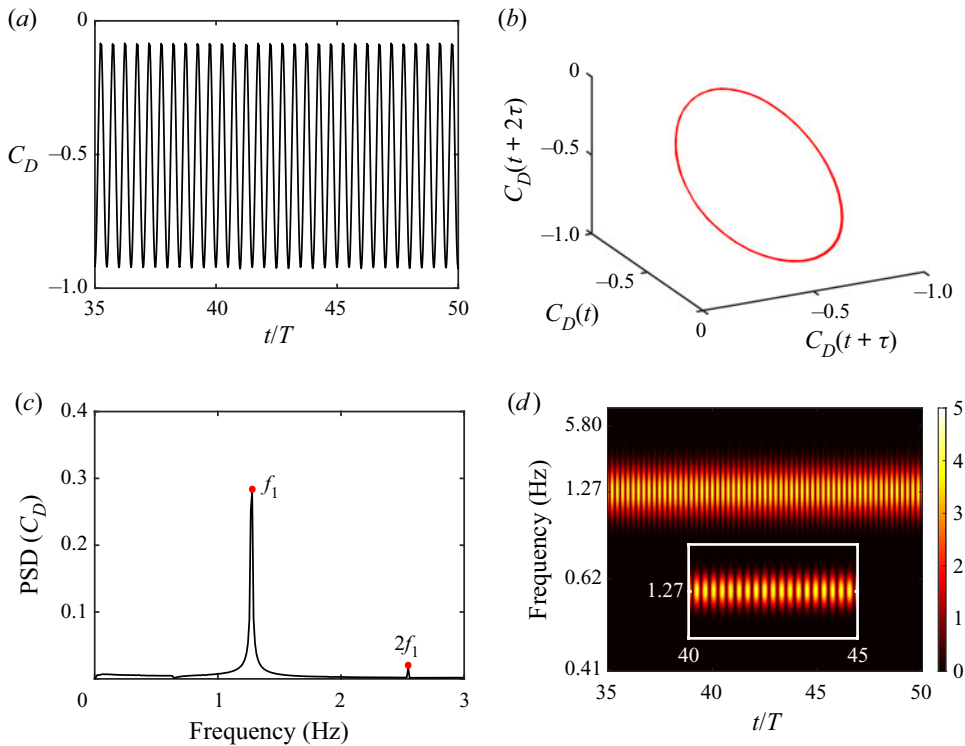 (a)
0
−0.5
−1.0
C_D
35
40
45
50
t/T
(b)
0
−0.5
−1.0
C_D(t + 2τ)
−0.5
0
−0.5
−1.0
C_D(t)
C_D(t + τ)
(c)
0.4
0.3
0.2
0.1
PSD (C_D)
f_1
2f_1
0
1
2
3
Frequency (Hz)
(d)
5.80
1.27
0.62
0.41
Frequency (Hz)
1.27
40
45
35
40
45
50
t/T
5
4
3
2
1
0